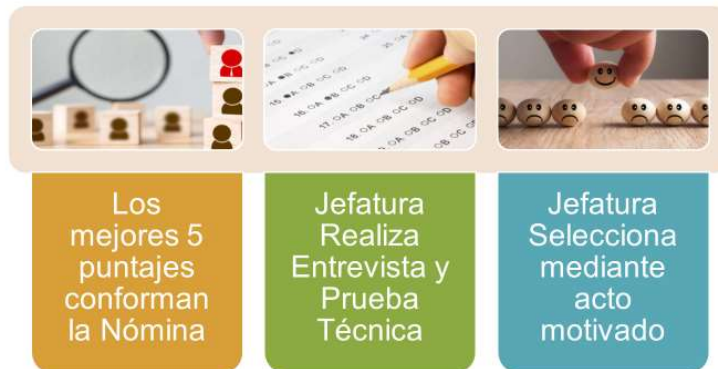 Los
mejores 5
puntajes
conforman
la Nómina
Jefatura
Realiza
Entrevista y
Prueba
Técnica
Jefatura
Selecciona
mediante
acto
motivado